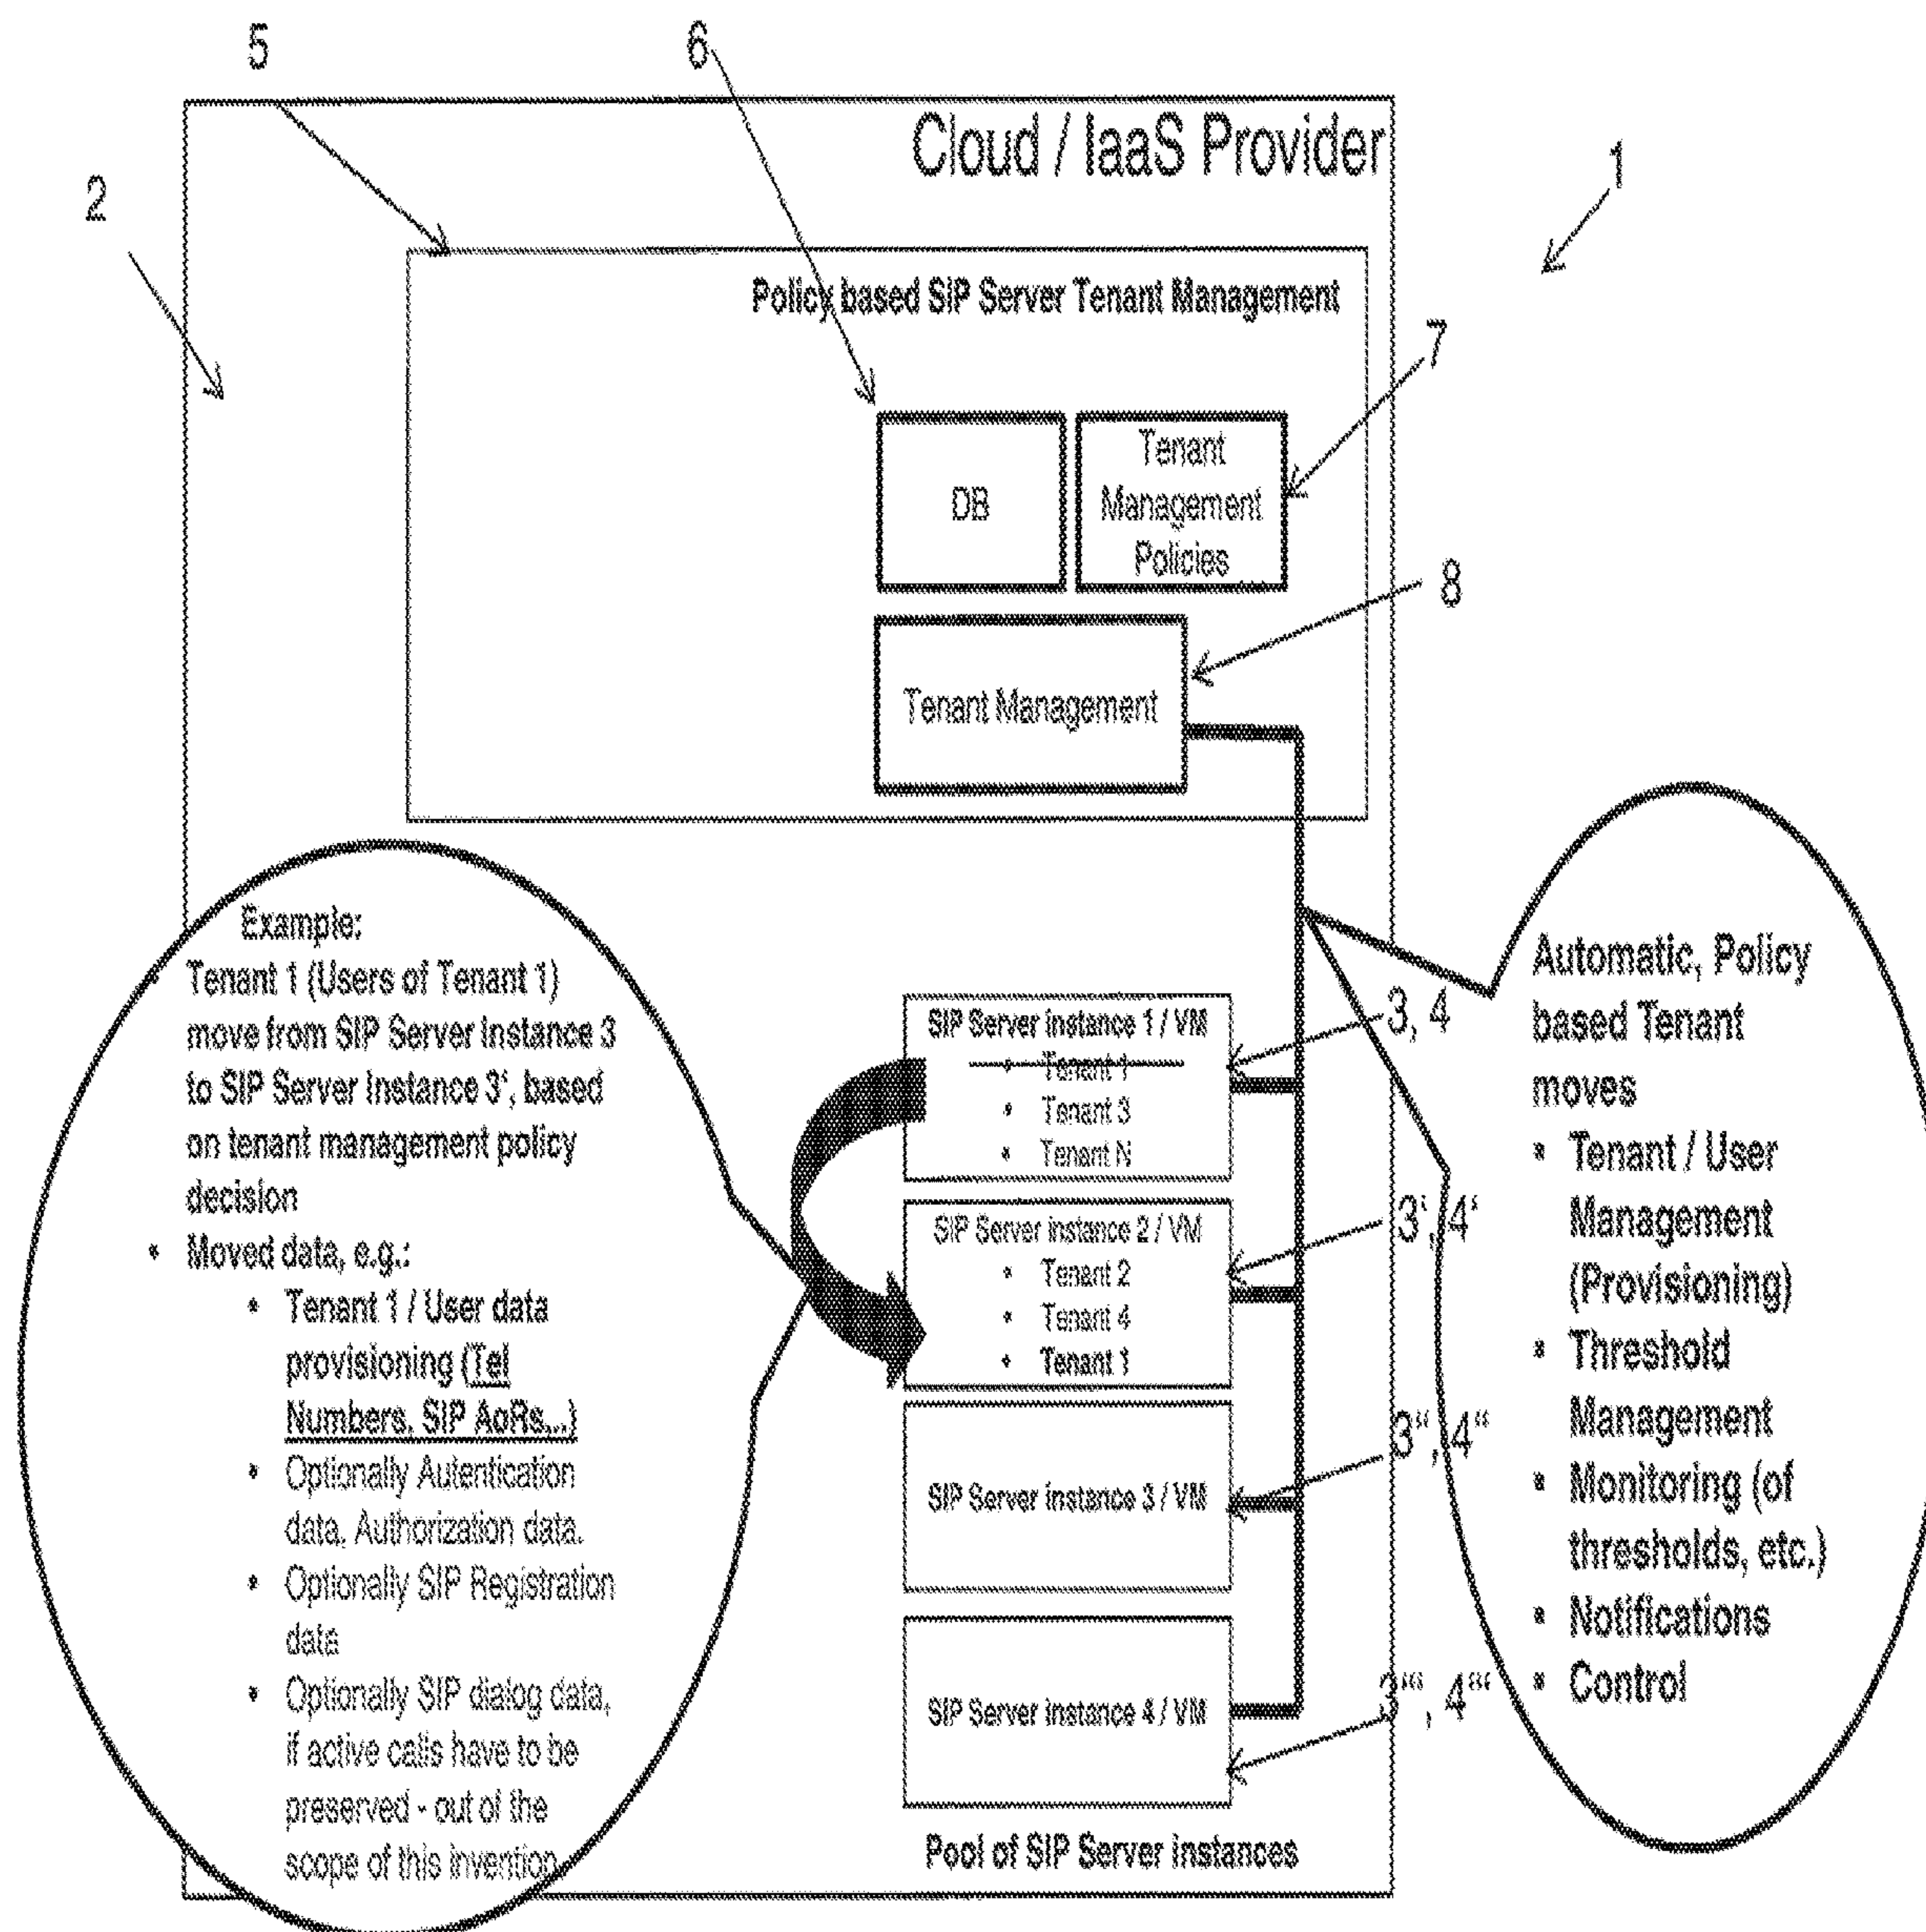 5
6
Cloud / IaaS Provider
1
2
Policy based SIP Server Tenant Management
7
DB
Tenant
Management
Policies
8
Tenant Management
Example:
Tenant 1 (Users of Tenant 1)
move from SIP Server Instance 3
to SIP Server Instance 3‘, based
on tenant management policy
decision
• Moved data, e.g.:
• Tenant 1 / User data
provisioning (Tel
Numbers, SIP AoRs,..)
• Optionally Autentication
data, Authorization data.
• Optionally SIP Registration
data
• Optionally SIP dialog data,
if active calls have to be
preserved - out of the
scope of this invention
SIP Server instance 1 / VM
• Tenant 1
• Tenant 3
• Tenant N
3, 4
SIP Server instance 2 / VM
• Tenant 2
• Tenant 4
• Tenant 1
3‘, 4‘
SIP Server instance 3 / VM
3“, 4“
SIP Server instance 4 / VM
3“‘, 4“‘
Pool of SIP Server instances
Automatic, Policy
based Tenant
moves
• Tenant / User
Management
(Provisioning)
• Threshold
Management
• Monitoring (of
thresholds, etc.)
• Notifications
• Control